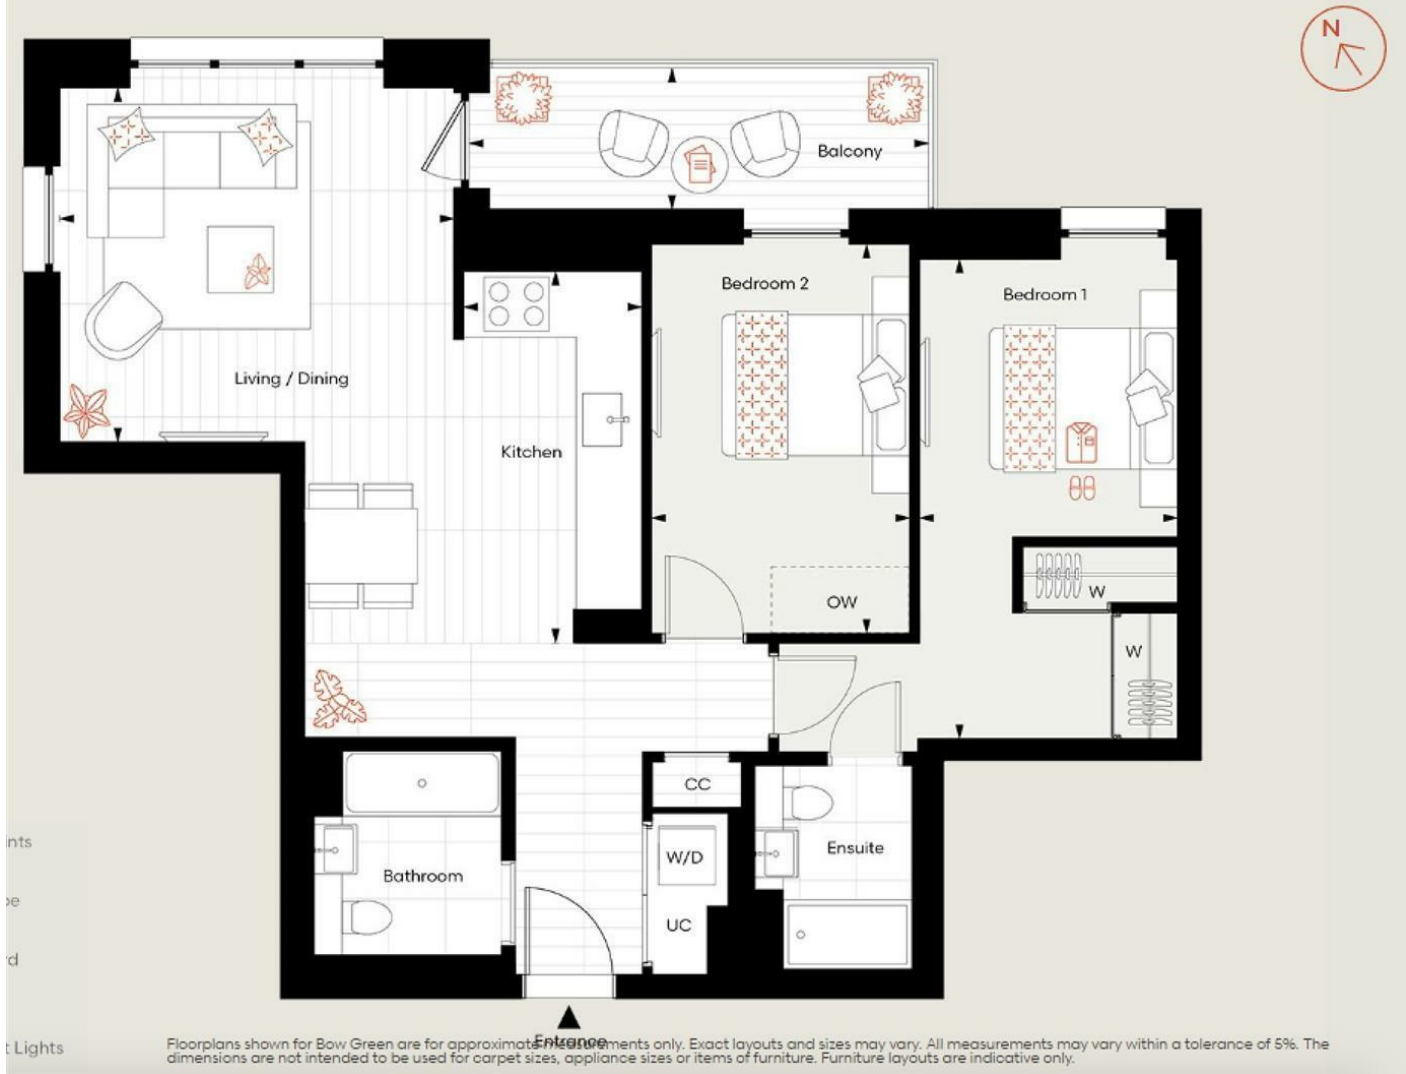 N
Balcony
Bedroom 2
Bedroom 1
Living / Dining
Kitchen
OW
W
W
CC
W/D
UC
Ensuite
Bathroom
nts
d
t Lights
Entrance
Floorplans shown for Bow Green are for approximate measurements only. Exact layouts and sizes may vary. All measurements may vary within a tolerance of 5%. The
dimensions are not intended to be used for carpet sizes, appliance sizes or items of furniture. Furniture layouts are indicative only.